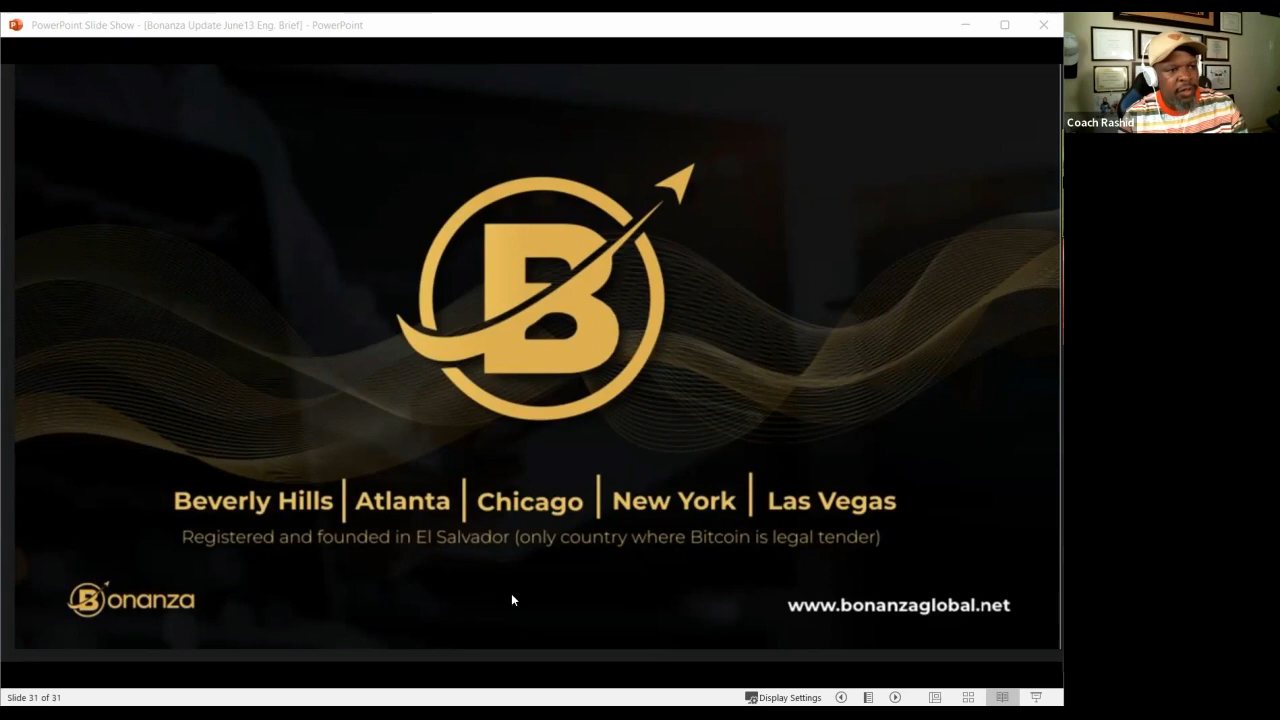 PowerPoint Slide Show - [Bonanza Update June13 Eng. Brief] - PowerPoint
Coach Rashid
B
Beverly Hills | Atlanta | Chicago | New York | Las Vegas
Registered and founded in El Salvador (only country where Bitcoin is legal tender)
Bonanza
www.bonanzaglobal.net
Slide 31 of 31
Display Settings